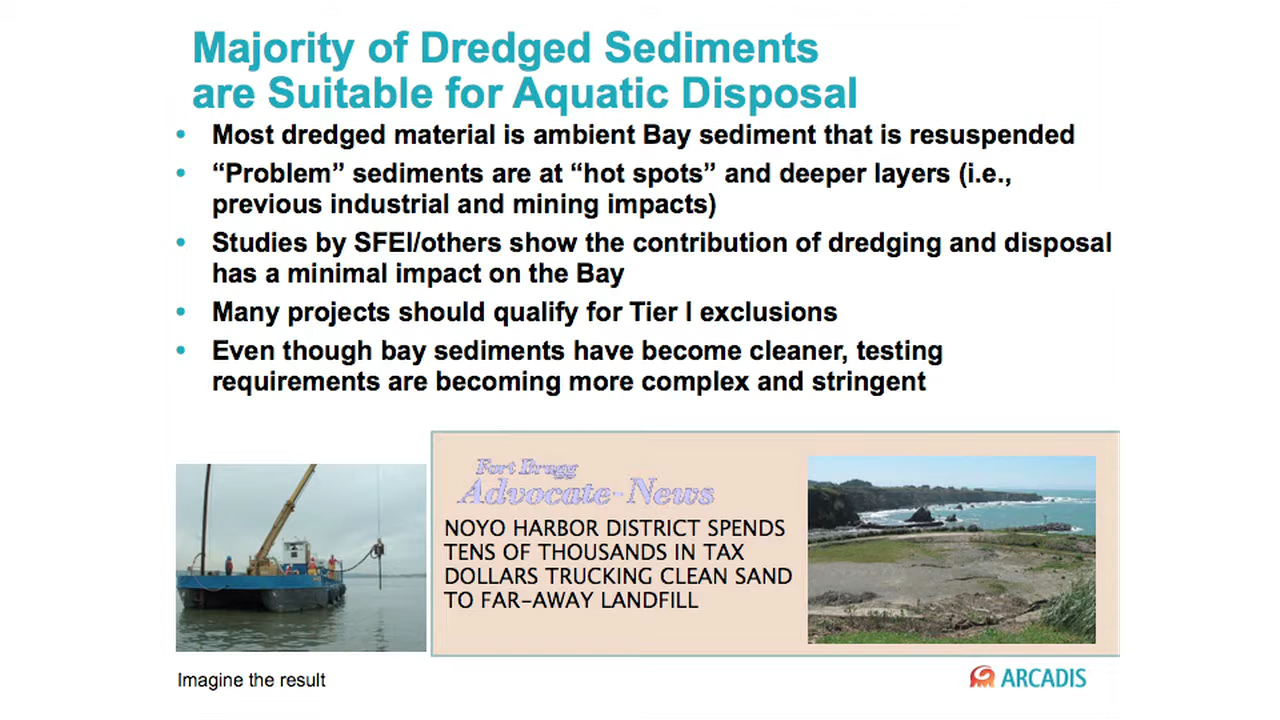 Majority of Dredged Sediments
are Suitable for Aquatic Disposal
• Most dredged material is ambient Bay sediment that is resuspended
• “Problem” sediments are at “hot spots” and deeper layers (i.e.,
previous industrial and mining impacts)
• Studies by SFEI/others show the contribution of dredging and disposal
has a minimal impact on the Bay
• Many projects should qualify for Tier I exclusions
• Even though bay sediments have become cleaner, testing
requirements are becoming more complex and stringent
Fort Bragg
Advocate-News
NOYO HARBOR DISTRICT SPENDS
TENS OF THOUSANDS IN TAX
DOLLARS TRUCKING CLEAN SAND
TO FAR-AWAY LANDFILL
Imagine the result
ARCADIS